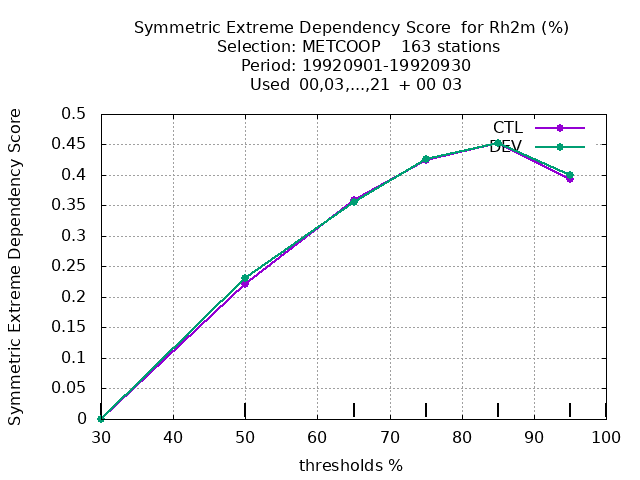 Symmetric Extreme Dependency Score  for Rh2m (%)
Selection: METCOOP    163 stations
Period: 19920901-19920930
Used  00,03,...,21  + 00 03
Symmetric Extreme Dependency Score
0.5
0.45
0.4
0.35
0.3
0.25
0.2
0.15
0.1
0.05
0
CTL
DEV
30 40 50 60 70 80 90 100
thresholds %